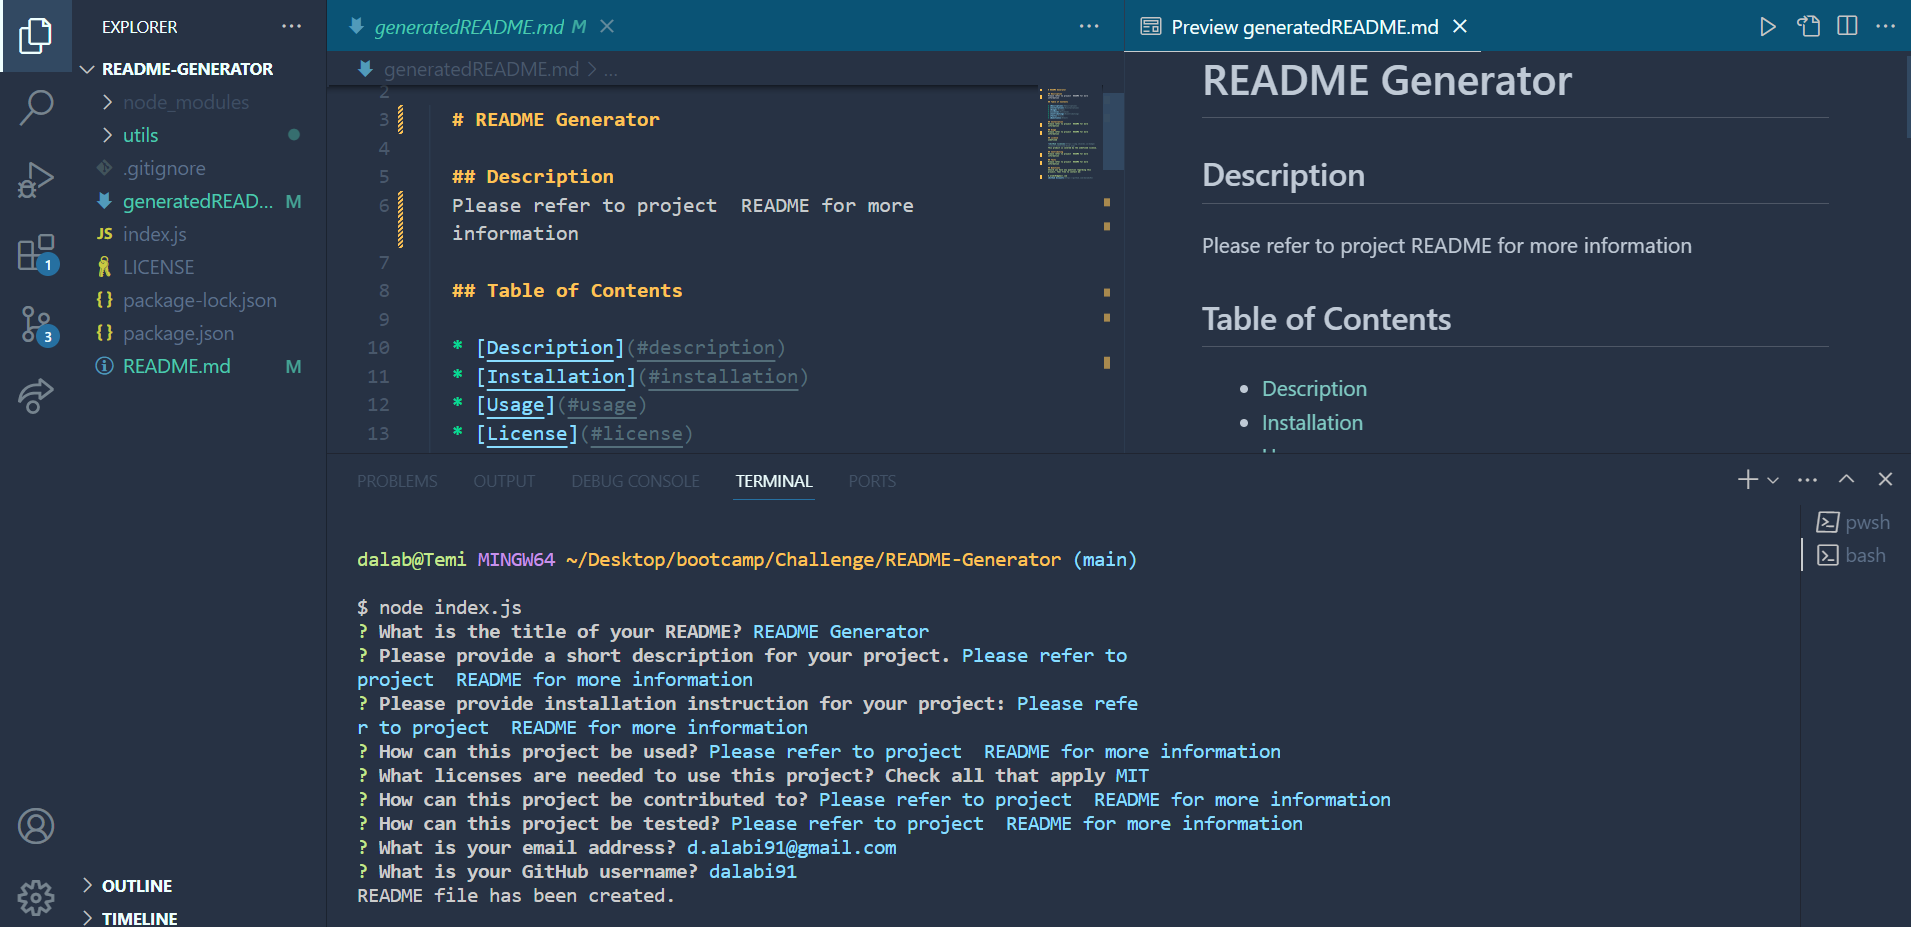 EXPLORER
README-GENERATOR
node_modules
utils
.gitignore
generatedREAD... M
JS index.js
LICENSE
{} package-lock.json
{} package.json
README.md M
1
3
OUTLINE
TIMELINE
generatedREADME.md M
generatedREADME.md > ...
2
3 # README Generator
4
5 ## Description
6 Please refer to project  README for more
information
7
8 ## Table of Contents
9
10 * [Description](#description)
11 * [Installation](#installation)
12 * [Usage](#usage)
13 * [License](#license)
Preview generatedREADME.md
README Generator
Description
Please refer to project README for more information
Table of Contents
• Description
• Installation
PROBLEMS OUTPUT DEBUG CONSOLE TERMINAL PORTS
pwsh
bash
dalab@Temi MINGW64 ~/Desktop/bootcamp/Challenge/README-Generator (main)
$ node index.js
? What is the title of your README? README Generator
? Please provide a short description for your project. Please refer to
project  README for more information
? Please provide installation instruction for your project: Please refe
r to project  README for more information
? How can this project be used? Please refer to project  README for more information
? What licenses are needed to use this project? Check all that apply MIT
? How can this project be contributed to? Please refer to project  README for more information
? How can this project be tested? Please refer to project  README for more information
? What is your email address? d.alabi91@gmail.com
? What is your GitHub username? dalabi91
README file has been created.